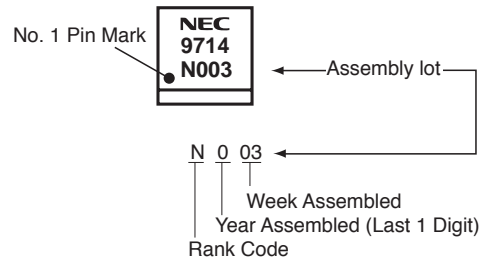 No. 1 Pin Mark
NEC
9714
N003
Assembly lot
N 0 03
Week Assembled
Year Assembled (Last 1 Digit)
Rank Code